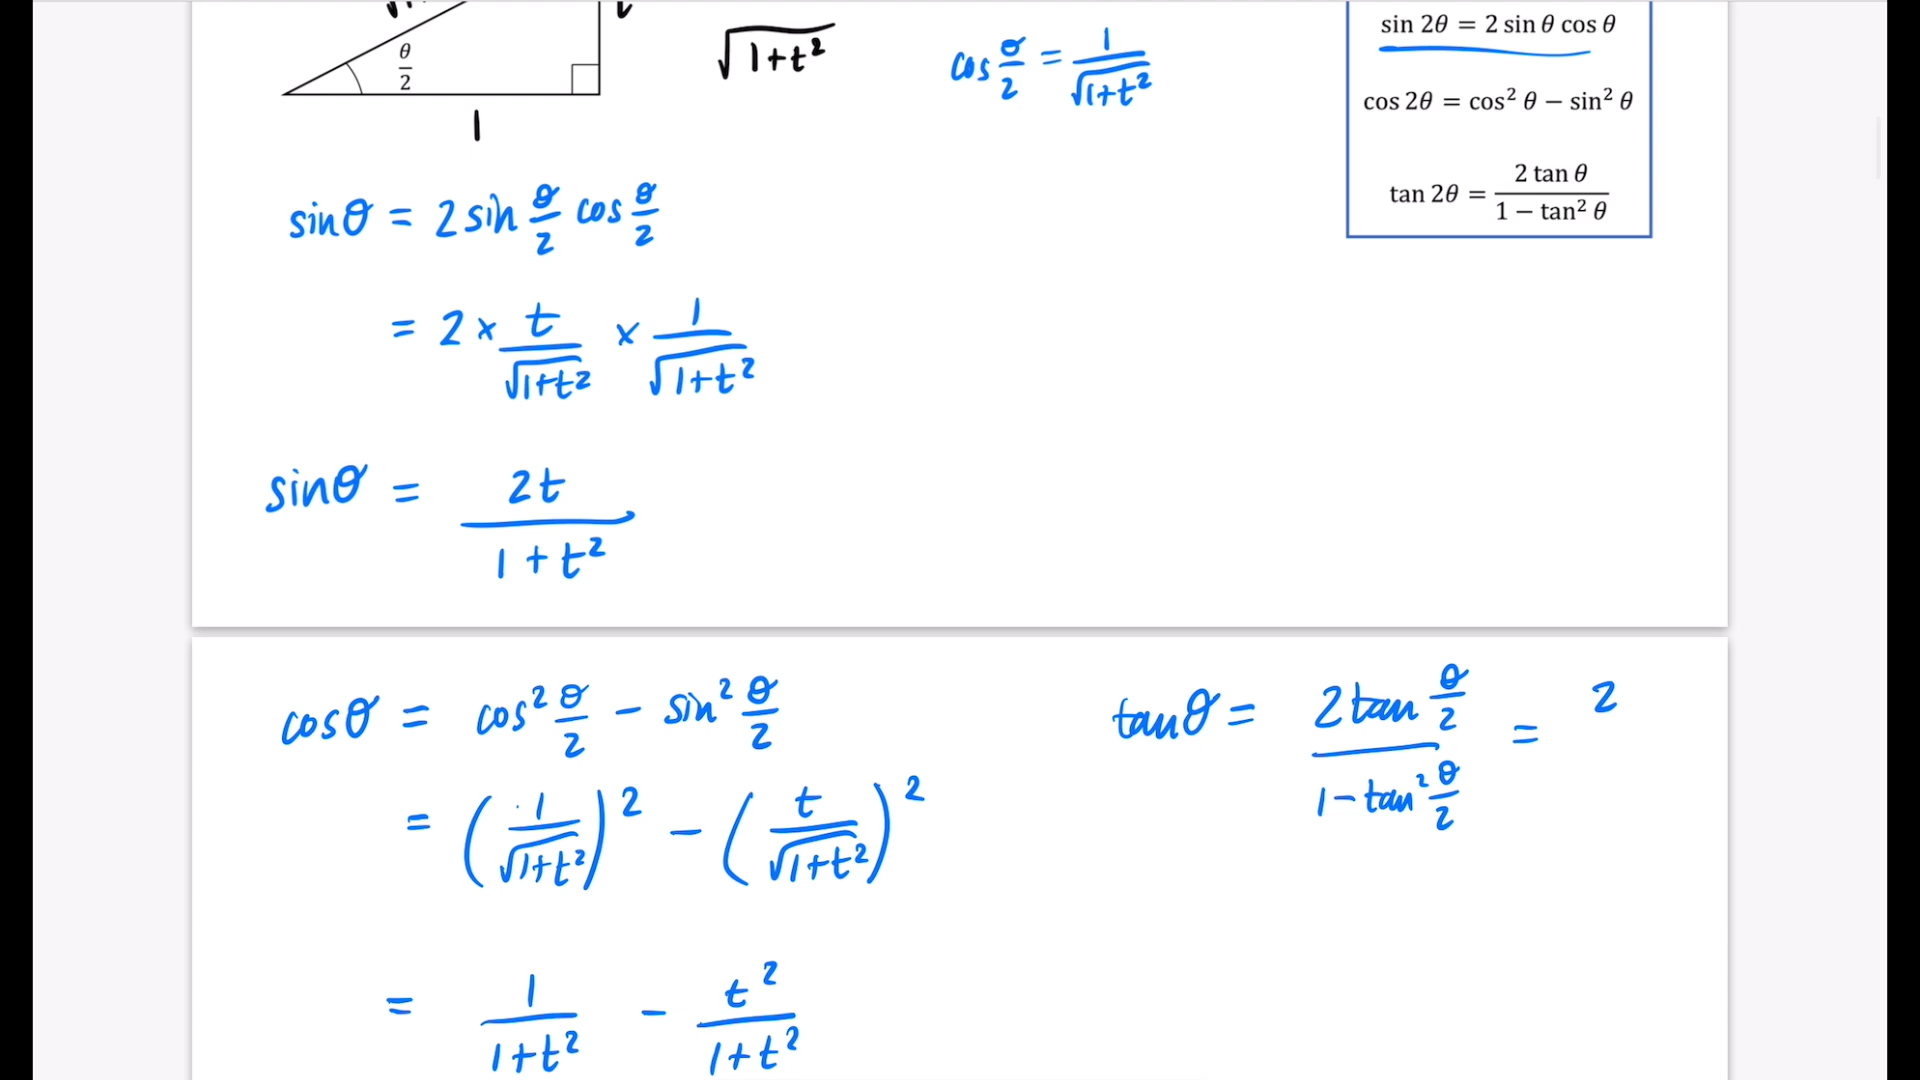 θ/2
1
√(1+t²)
cos θ/2 = 1/√(1+t²)
sin 2θ = 2 sin θ cos θ
cos 2θ = cos² θ − sin² θ
tan 2θ = 2 tan θ/(1 − tan² θ)
sinθ = 2 sin θ/2 cos θ/2
= 2 × t/√(1+t²) × 1/√(1+t²)
sinθ = 2t/(1+t²)
cosθ = cos² θ/2 − sin² θ/2
= (1/√(1+t²))² − (t/√(1+t²))²
= 1/(1+t²) − t²/(1+t²)
tanθ = 2tan θ/2/(1−tan² θ/2) = 2